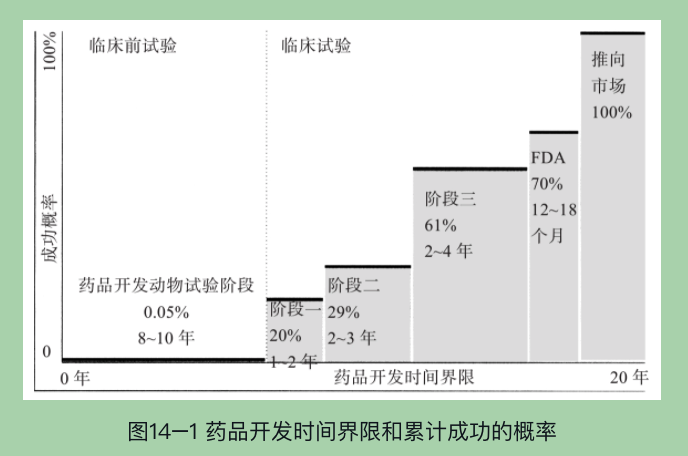 100%
成功概率
0
临床前试验
临床试验
药品开发动物试验阶段
0.05%
8~10 年
阶段一
20%
1~2 年
阶段二
29%
2~3 年
阶段三
61%
2~4 年
FDA
70%
12~18
个月
推向
市场
100%
0 年
药品开发时间界限
20 年
图14—1 药品开发时间界限和累计成功的概率